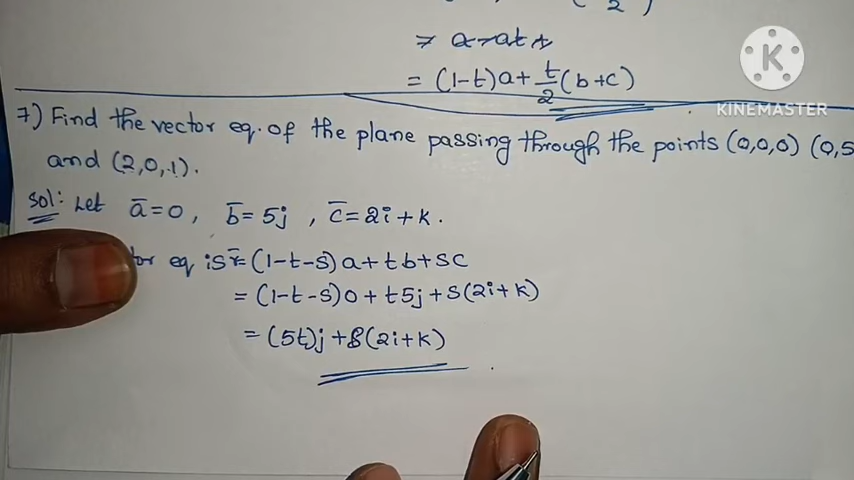 2
= (1-t)a+ t/2 (b+c)
K
KINEMASTER
7) Find the vector eq. of the plane passing through the points (0,0,0) (0,5
and (2,0,1).
Sol: Let a̅=0, b̅=5j, c̅=2i+k.
eq is r̅=(1-t-s)a+tb+sc
=(1-t-s)0+t5j+s(2i+k)
=(5t)j+s(2i+k)